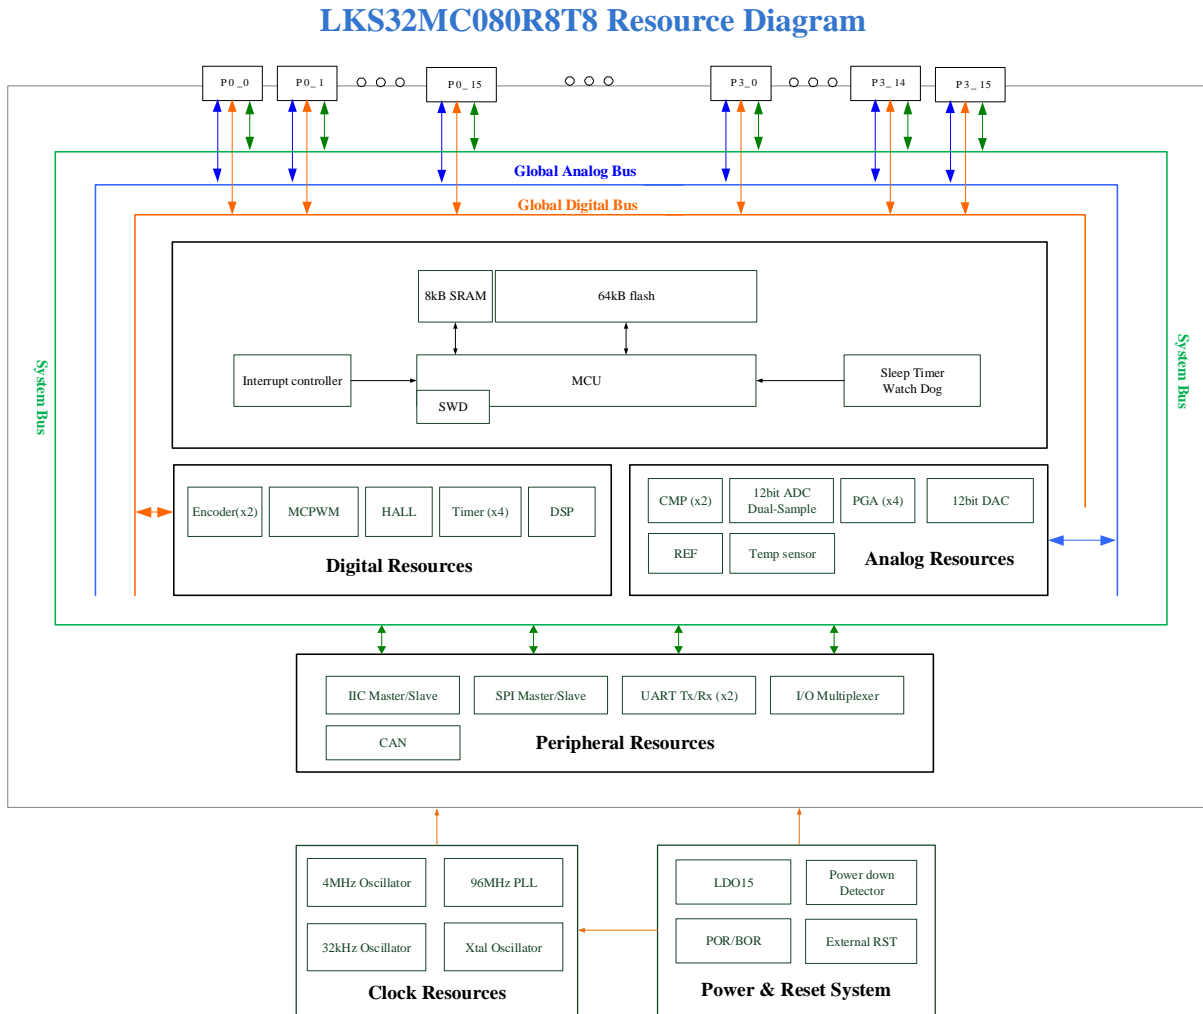 LKS32MC080R8T8 Resource Diagram
P0_0
P0_1
P0_15
P3_0
P3_14
P3_15
Global Analog Bus
Global Digital Bus
System Bus
System Bus
8kB SRAM
64kB flash
Interrupt controller
MCU
SWD
Sleep Timer
Watch Dog
Encoder(x2)
MCPWM
HALL
Timer (x4)
DSP
Digital Resources
CMP (x2)
12bit ADC
Dual-Sample
PGA (x4)
12bit DAC
REF
Temp sensor
Analog Resources
IIC Master/Slave
SPI Master/Slave
UART Tx/Rx (x2)
I/O Multiplexer
CAN
Peripheral Resources
4MHz Oscillator
96MHz PLL
32kHz Oscillator
Xtal Oscillator
Clock Resources
LDO15
Power down
Detector
POR/BOR
External RST
Power & Reset System